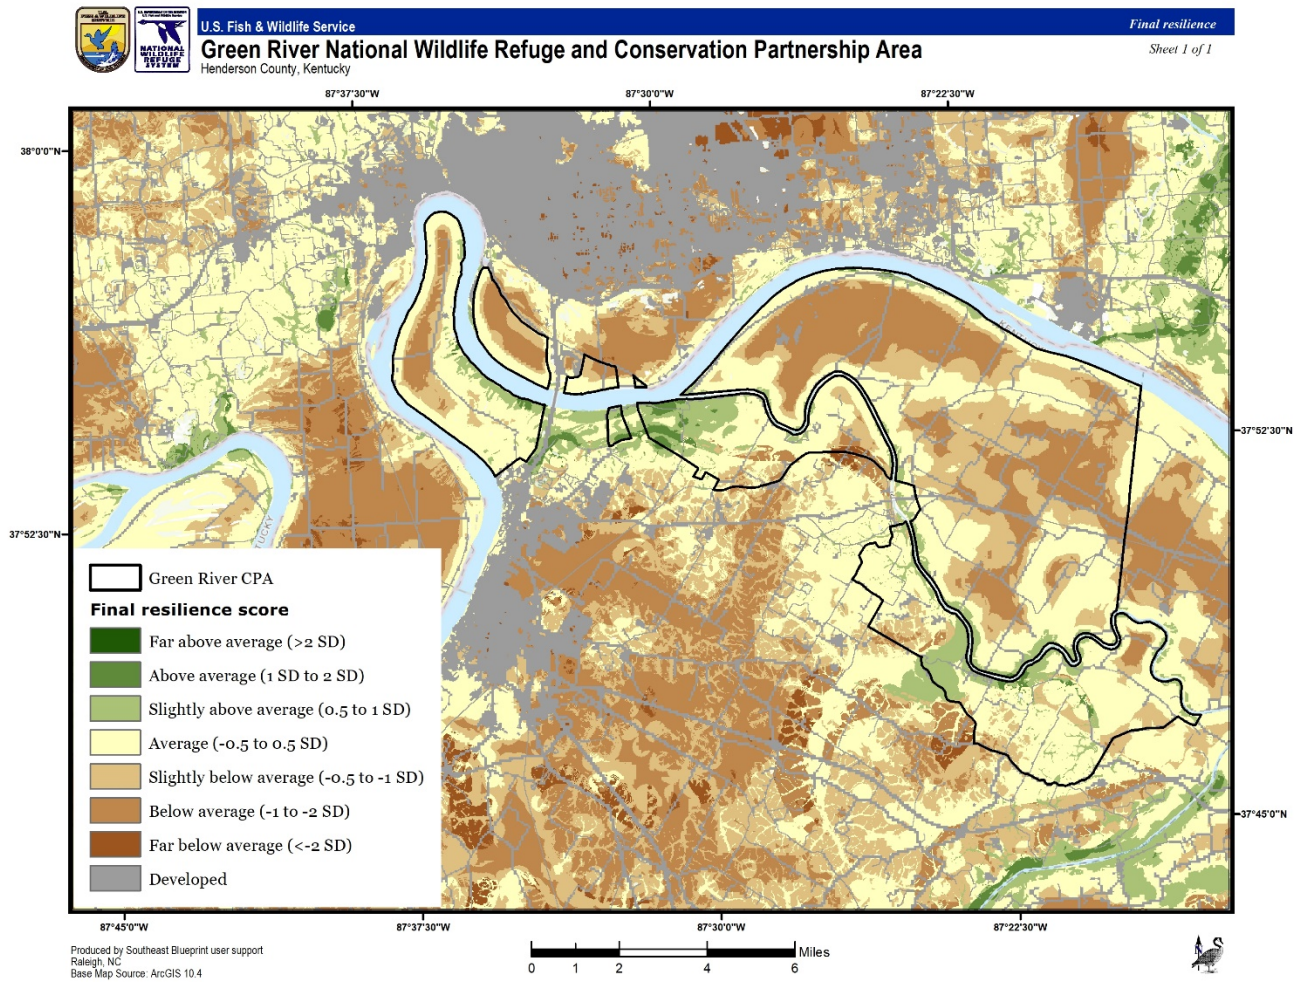 U.S. Fish & Wildlife Service
Final resilience
Green River National Wildlife Refuge and Conservation Partnership Area
Sheet 1 of 1
Henderson County, Kentucky
NATIONAL
WILDLIFE
REFUGE
SYSTEM
87°37'30"W
87°30'0"W
87°22'30"W
38°0'0"N
37°52'30"N
37°52'30"N
TUCKY
Green River CPA
Final resilience score
Far above average (>2 SD)
Above average (1 SD to 2 SD)
Slightly above average (0.5 to 1 SD)
Average (-0.5 to 0.5 SD)
Slightly below average (-0.5 to -1 SD)
Below average (-1 to -2 SD)
Far below average (<-2 SD)
Developed
37°45'0"N
87°45'0"W
87°37'30"W
87°30'0"W
87°22'30"W
Produced by Southeast Blueprint user support
Raleigh, NC
Base Map Source: ArcGIS 10.4
Miles
0 1 2 4 6